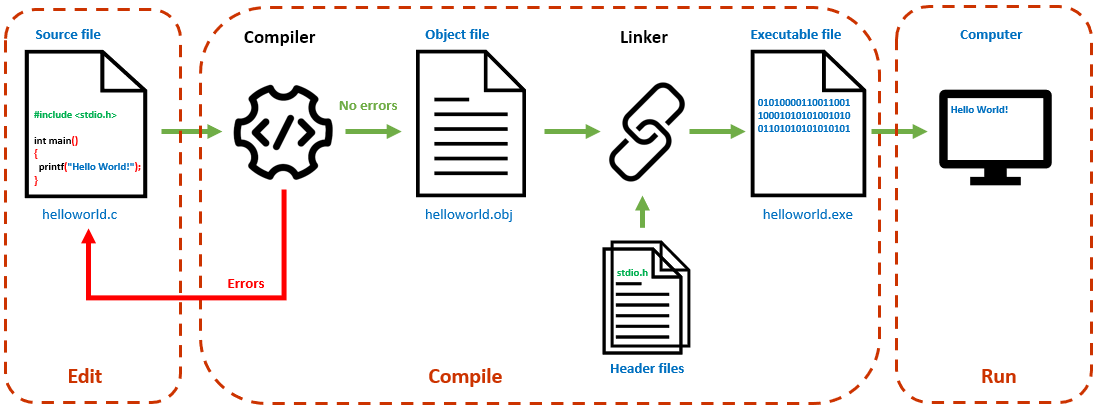 Source file
Compiler
Object file
Linker
Executable file
Computer
#include <stdio.h>
int main()
{
printf("Hello World!");
}
helloworld.c
No errors
helloworld.obj
01010000110011001
10001010101001010
01101010101010101
helloworld.exe
Hello World!
Errors
stdio.h
Header files
Edit
Compile
Run